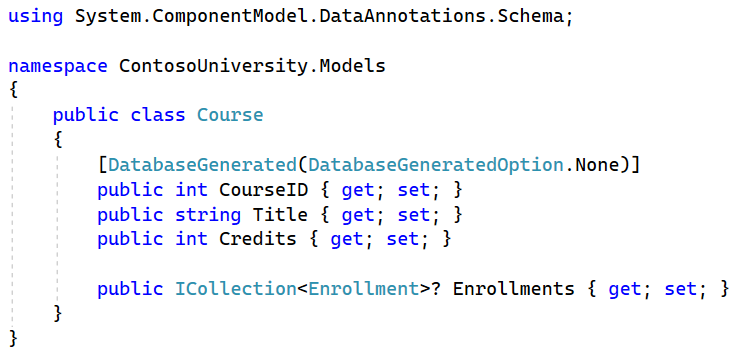 using System.ComponentModel.DataAnnotations.Schema;

namespace ContosoUniversity.Models
{
    public class Course
    {
        [DatabaseGenerated(DatabaseGeneratedOption.None)]
        public int CourseID { get; set; }
        public string Title { get; set; }
        public int Credits { get; set; }

        public ICollection<Enrollment>? Enrollments { get; set; }
    }
}